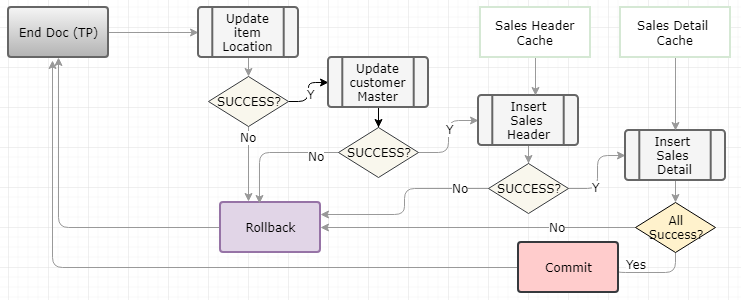 End Doc (TP)
Update
item
Location
Sales Header
Cache
Sales Detail
Cache
Update
customer
Master
SUCCESS?
Y
Insert
Sales
Header
No
Y
Insert
Sales
Detail
SUCCESS?
No
SUCCESS?
No
Y
Rollback
No
All
Success?
Commit
Yes